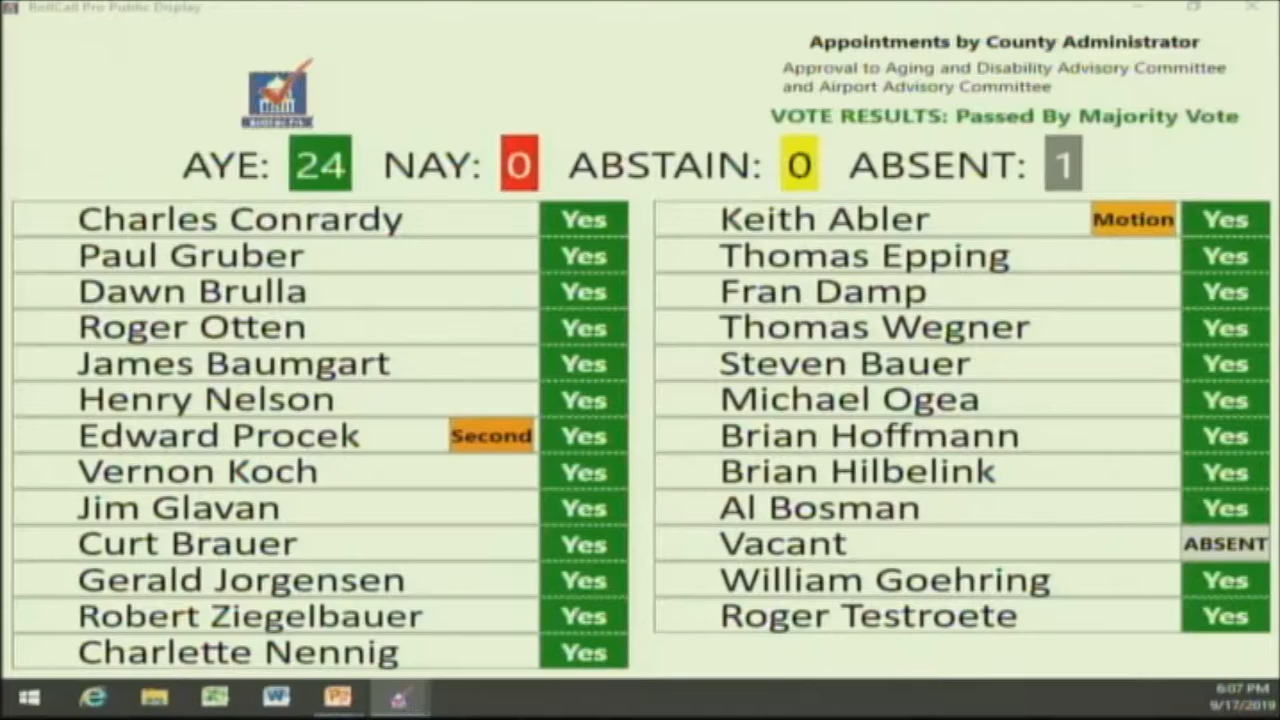 RollCall Pro Public Display
Appointments by County Administrator
Approval to Aging and Disability Advisory Committee
and Airport Advisory Committee
VOTE RESULTS: Passed By Majority Vote
AYE: 24 NAY: 0 ABSTAIN: 0 ABSENT: 1
Charles Conrardy Yes
Paul Gruber Yes
Dawn Brulla Yes
Roger Otten Yes
James Baumgart Yes
Henry Nelson Yes
Edward Procek Second Yes
Vernon Koch Yes
Jim Glavan Yes
Curt Brauer Yes
Gerald Jorgensen Yes
Robert Ziegelbauer Yes
Charlette Nennig Yes
Keith Abler Motion Yes
Thomas Epping Yes
Fran Damp Yes
Thomas Wegner Yes
Steven Bauer Yes
Michael Ogea Yes
Brian Hoffmann Yes
Brian Hilbelink Yes
Al Bosman Yes
Vacant ABSENT
William Goehring Yes
Roger Testroete Yes
6:07 PM
9/17/2019